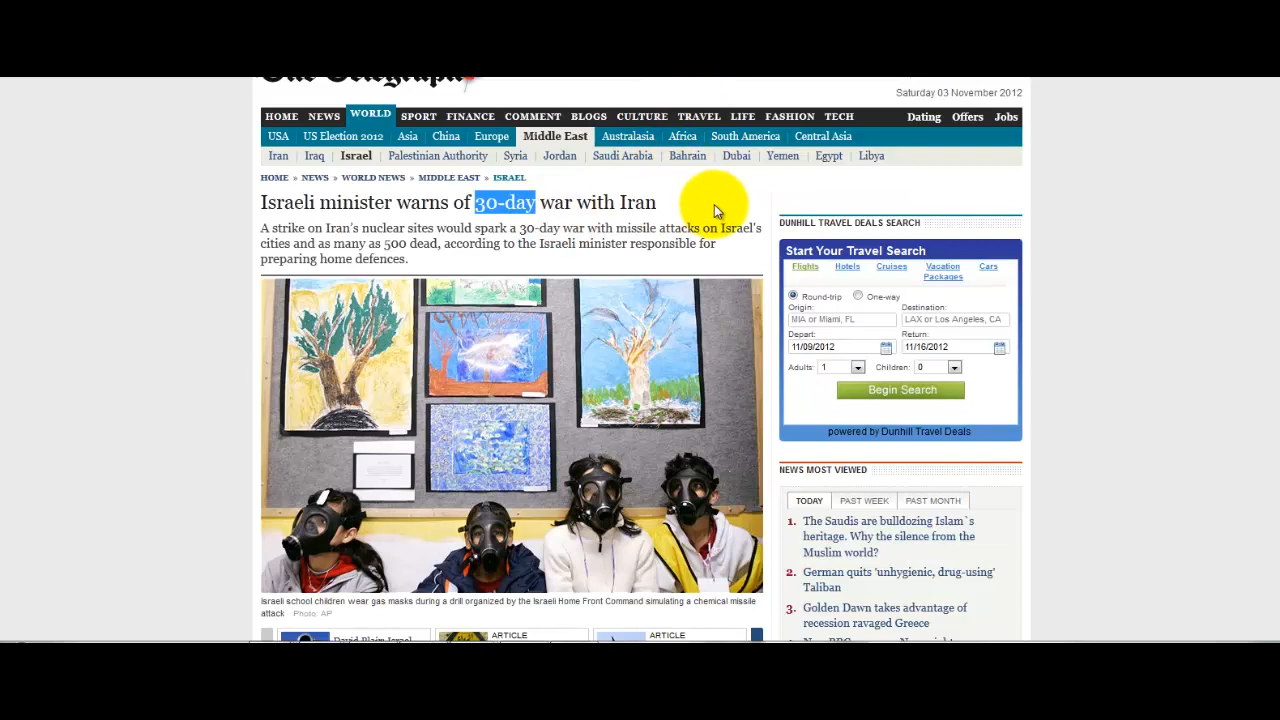 Saturday 03 November 2012
HOME NEWS WORLD SPORT FINANCE COMMENT BLOGS CULTURE TRAVEL LIFE FASHION TECH Dating Offers Jobs
USA US Election 2012 Asia China Europe Middle East Australasia Africa South America Central Asia
Iran Iraq Israel Palestinian Authority Syria Jordan Saudi Arabia Bahrain Dubai Yemen Egypt Libya
HOME » NEWS » WORLD NEWS » MIDDLE EAST » ISRAEL
Israeli minister warns of 30-day war with Iran
A strike on Iran's nuclear sites would spark a 30-day war with missile attacks on Israel's
cities and as many as 500 dead, according to the Israeli minister responsible for
preparing home defences.
Israeli school children wear gas masks during a drill organized by the Israeli Home Front Command simulating a chemical missile
attack Photo: AP
ARTICLE
ARTICLE
DUNHILL TRAVEL DEALS SEARCH
Start Your Travel Search
Flights Hotels Cruises Vacation Packages Cars
Round-trip One-way
Origin: Destination:
MIA or Miami, FL LAX or Los Angeles, CA
Depart: Return:
11/09/2012 11/16/2012
Adults: 1 Children: 0
Begin Search
powered by Dunhill Travel Deals
NEWS MOST VIEWED
TODAY PAST WEEK PAST MONTH
1. The Saudis are bulldozing Islam`s
heritage. Why the silence from the
Muslim world?
2. German quits 'unhygienic, drug-using'
Taliban
3. Golden Dawn takes advantage of
recession ravaged Greece